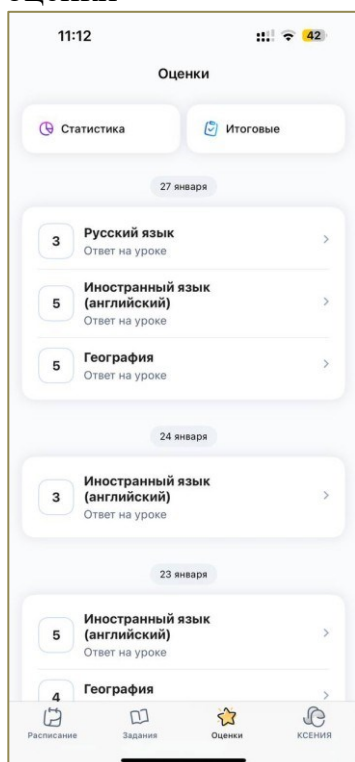 11:12
42
Оценки
Статистика
Итоговые
27 января
3
Русский язык
Ответ на уроке
5
Иностранный язык
(английский)
Ответ на уроке
5
География
Ответ на уроке
24 января
3
Иностранный язык
(английский)
Ответ на уроке
23 января
5
Иностранный язык
(английский)
Ответ на уроке
4
География
Расписание
Задания
Оценки
КСЕНИЯ